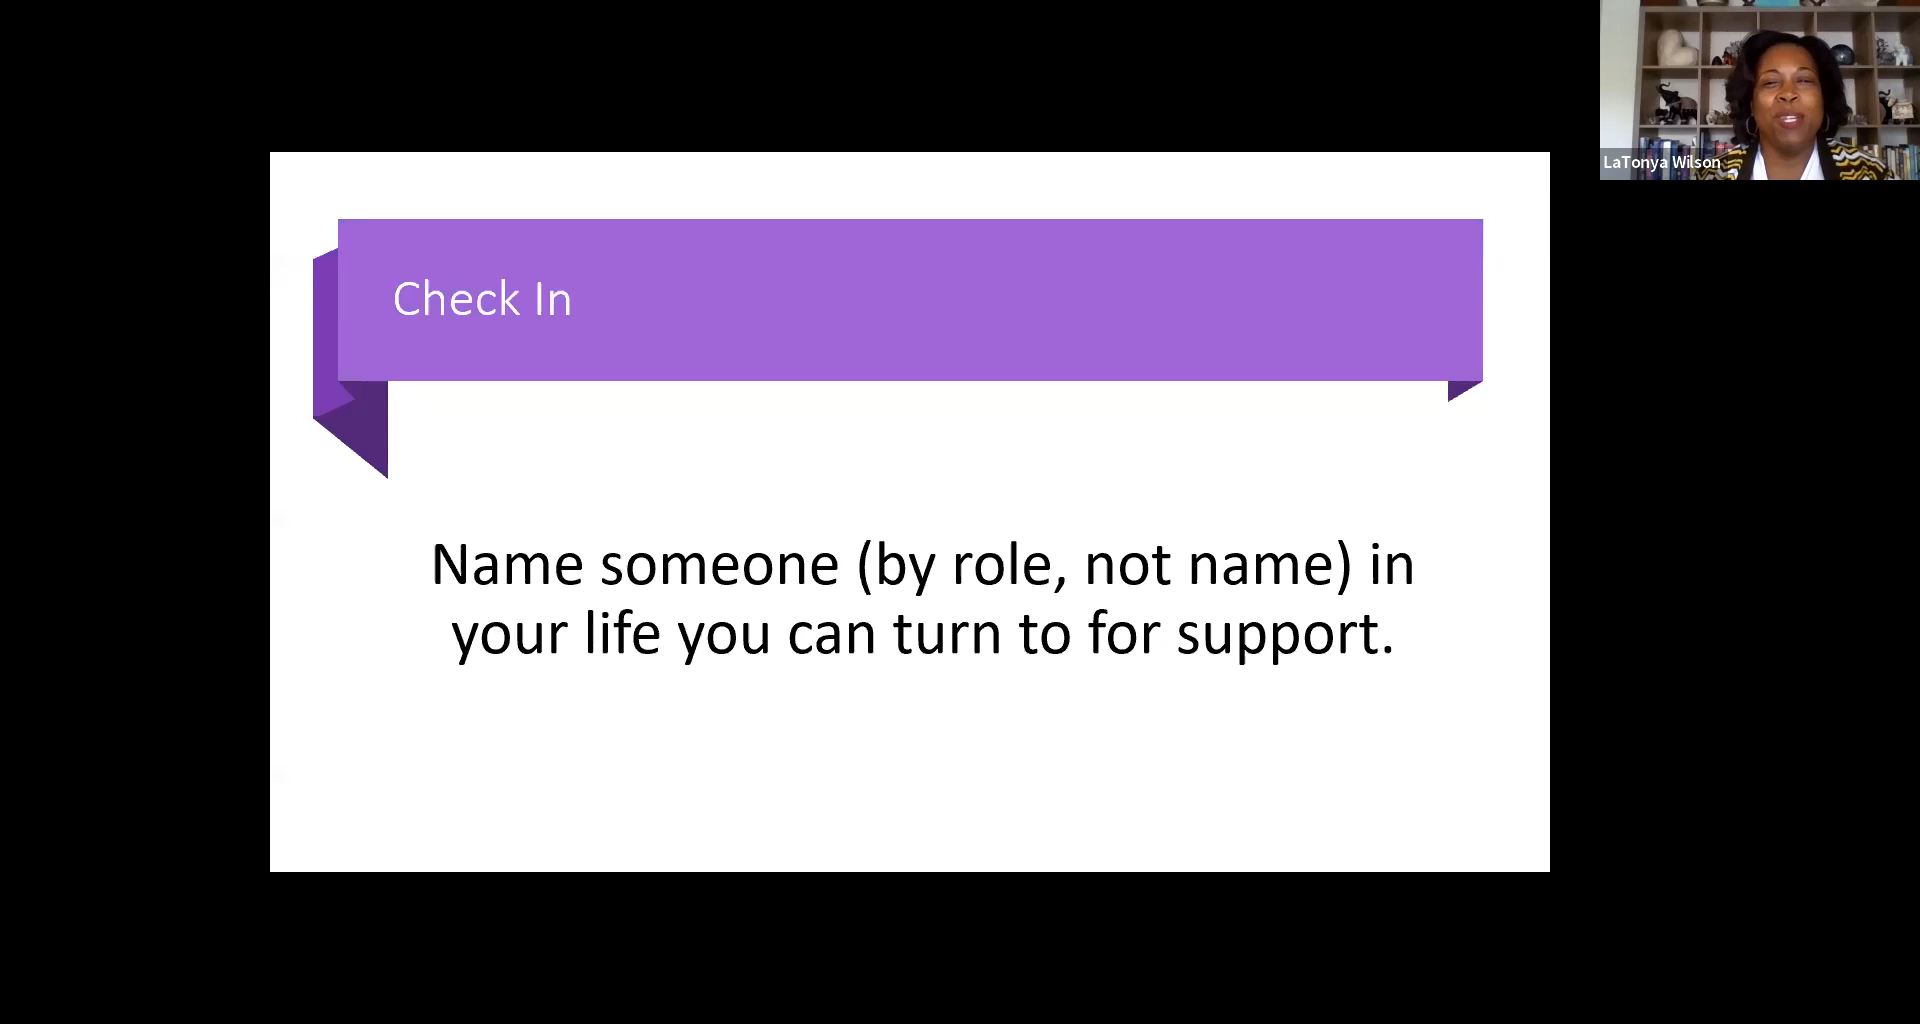 LaTonya Wilson
Check In
Name someone (by role, not name) in
your life you can turn to for support.